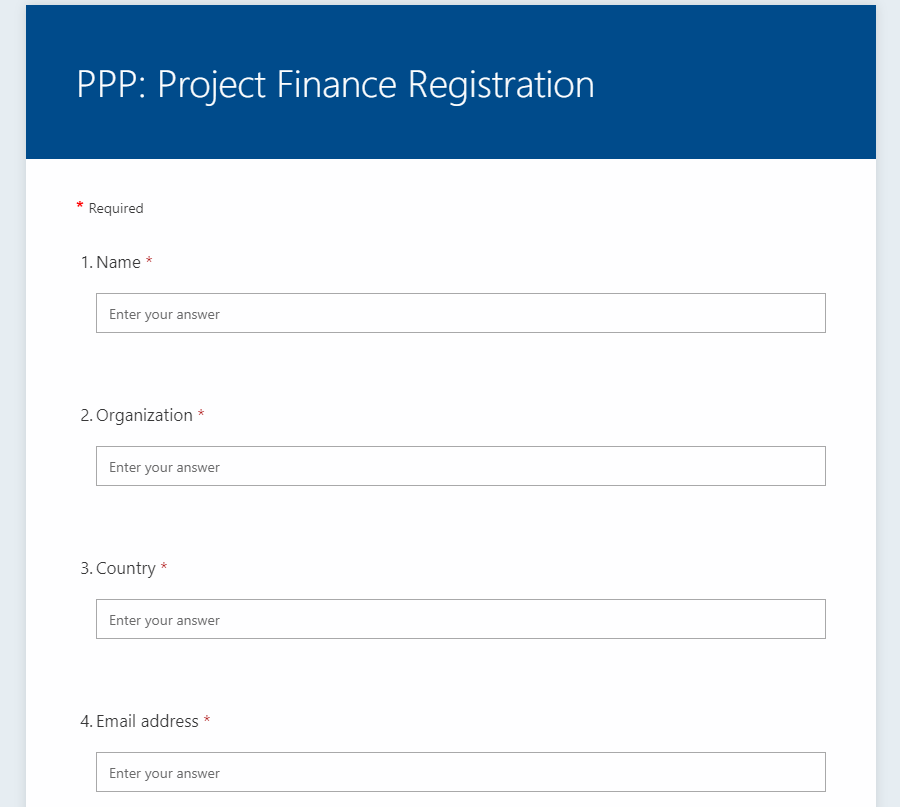 PPP: Project Finance Registration
* Required
1. Name *
Enter your answer
2. Organization *
Enter your answer
3. Country *
Enter your answer
4. Email address *
Enter your answer